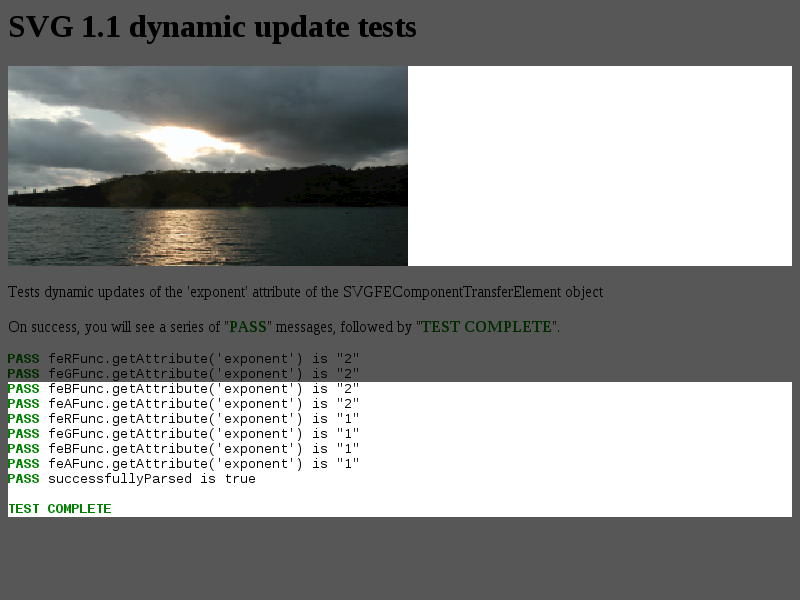 SVG 1.1 dynamic update tests
Tests dynamic updates of the 'exponent' attribute of the SVGFEComponentTransferElement object
On success, you will see a series of "PASS" messages, followed by "TEST COMPLETE".
PASS feRFunc.getAttribute('exponent') is "2"
PASS feGFunc.getAttribute('exponent') is "2"
PASS feBFunc.getAttribute('exponent') is "2"
PASS feAFunc.getAttribute('exponent') is "2"
PASS feRFunc.getAttribute('exponent') is "1"
PASS feGFunc.getAttribute('exponent') is "1"
PASS feBFunc.getAttribute('exponent') is "1"
PASS feAFunc.getAttribute('exponent') is "1"
PASS successfullyParsed is true
TEST COMPLETE